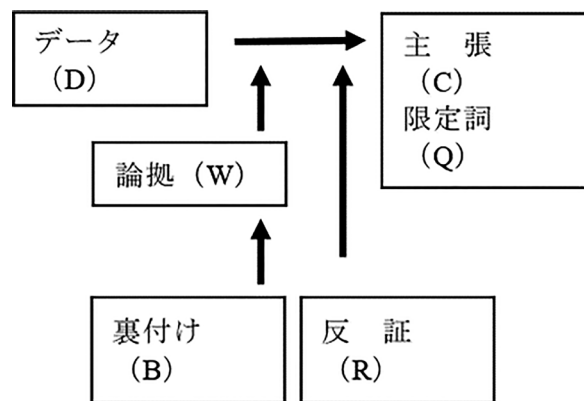 データ
（D）
主　張
（C）
限定詞
（Q）
論拠（W）
裏付け
（B）
反　証
（R）